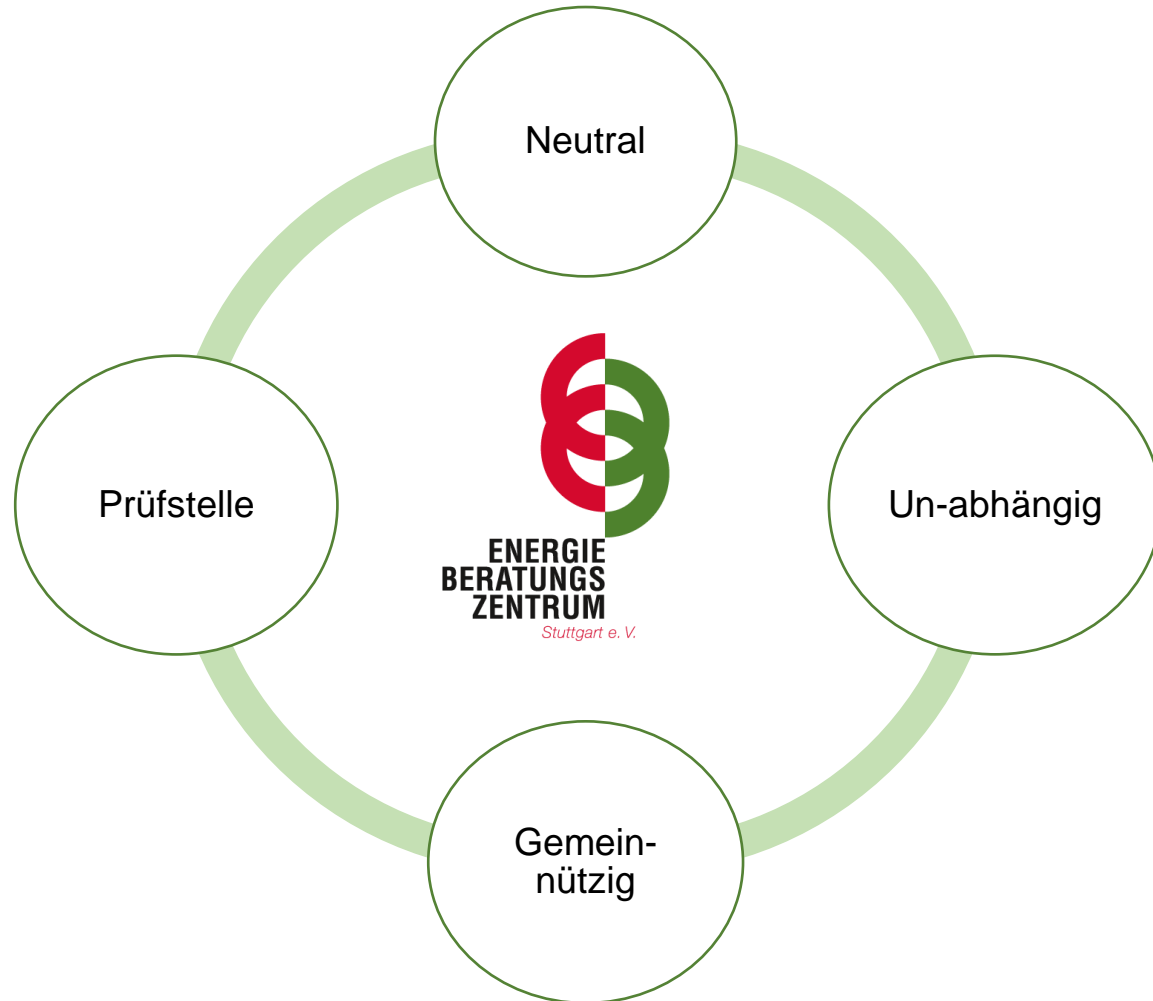 Neutral
Prüfstelle
Un-abhängig
ENERGIE
BERATUNGS
ZENTRUM
Stuttgart e. V.
Gemein-
nützig